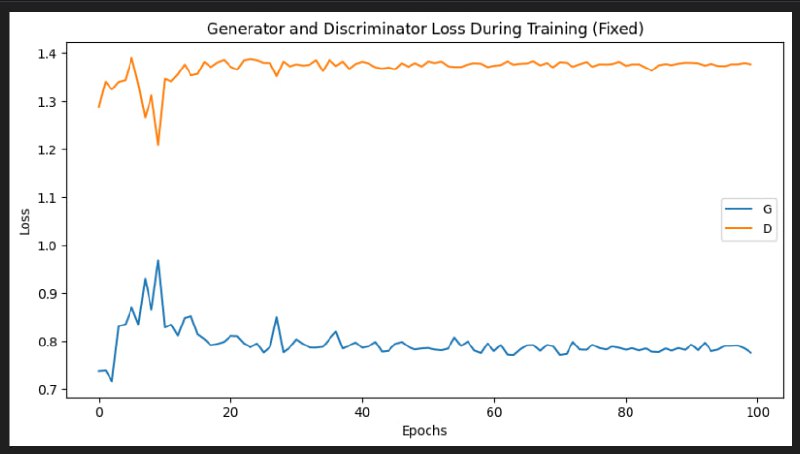 Generator and Discriminator Loss During Training (Fixed)
1.4
1.3
1.2
1.1
1.0
0.9
0.8
0.7
Loss
G
D
0 20 40 60 80 100
Epochs